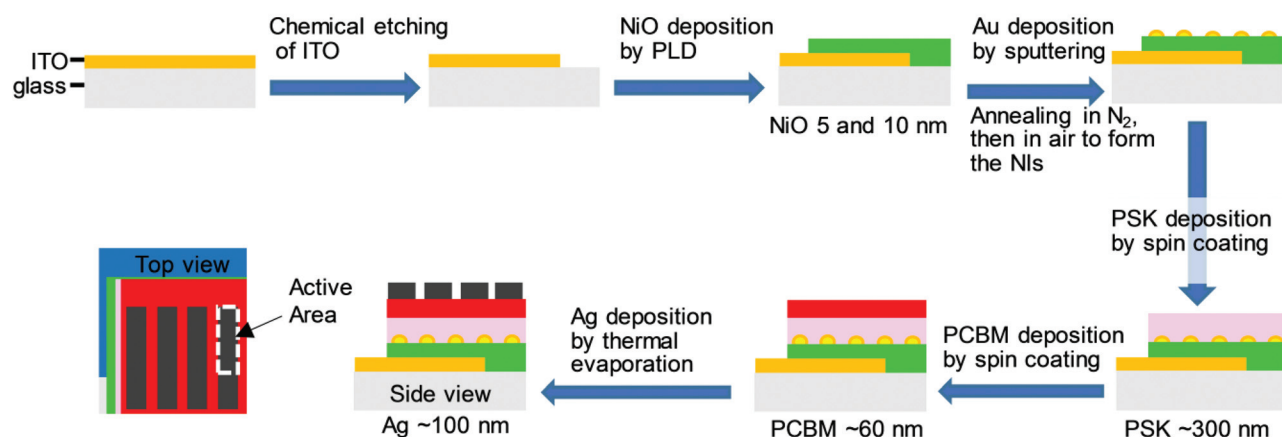 ITO
glass
Chemical etching
of ITO
NiO deposition
by PLD
NiO 5 and 10 nm
Au deposition
by sputtering
Annealing in N₂,
then in air to form
the NIs
PSK deposition
by spin coating
PSK ~300 nm
PCBM deposition
by spin coating
PCBM ~60 nm
Ag deposition
by thermal
evaporation
Side view
Ag ~100 nm
Top view
Active
Area